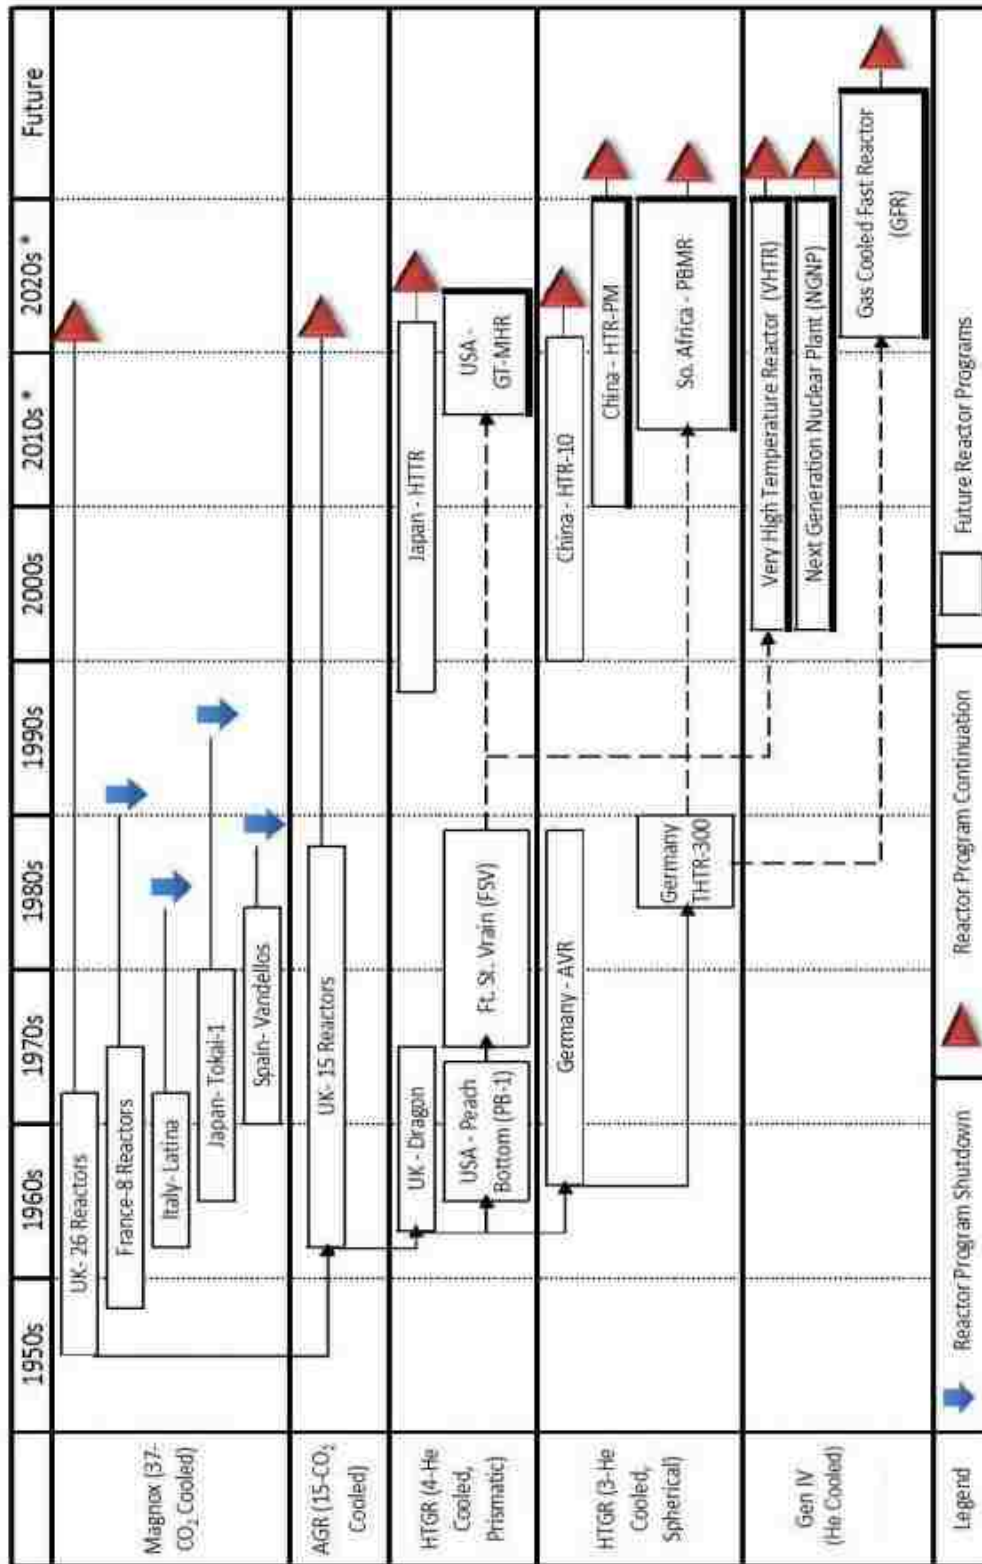 1950s
1960s
1970s
1980s
1990s
2000s
2010s *
2020s *
Future
Magnox (37-
CO₂ Cooled)
UK- 26 Reactors
France-8 Reactors
Italy- Latina
Japan- Tokai-1
Spain- Vandellos
AGR (15-CO₂
Cooled)
UK- 15 Reactors
HTGR (4-He
Cooled,
Prismatic)
UK - Dragon
Japan - HTTR
USA - Peach
Bottom (PB-1)
Ft. St. Vrain (FSV)
USA -
GT-MHR
HTGR (3-He
Cooled,
Spherical)
Germany - AVR
China - HTR-10
China - HTR-PM
Germany
THTR-300
So. Africa - PBMR
Gen IV
(He Cooled)
Very High Temperature Reactor (VHTR)
Next Generation Nuclear Plant (NGNP)
Gas Cooled Fast Reactor
(GFR)
Legend
Reactor Program Shutdown
Reactor Program Continuation
Future Reactor Programs